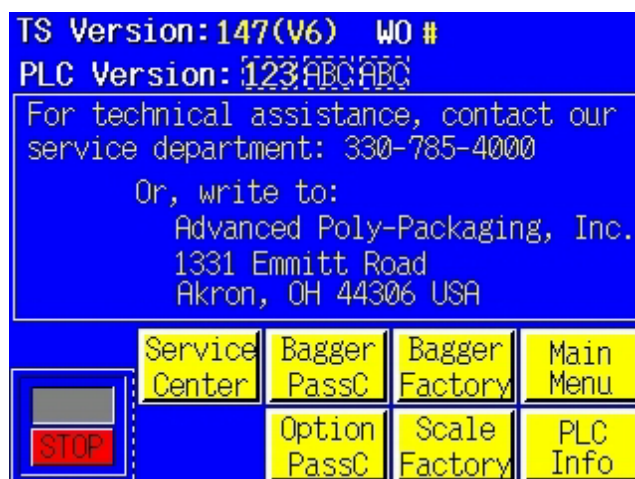 TS Version:147(V6) WO #
PLC Version:123ABCABC
For technical assistance, contact our
service department: 330-785-4000
Or, write to:
Advanced Poly-Packaging, Inc.
1331 Emmitt Road
Akron, OH 44306 USA
Service Center
Bagger PassC
Bagger Factory
Main Menu
STOP
Option PassC
Scale Factory
PLC Info